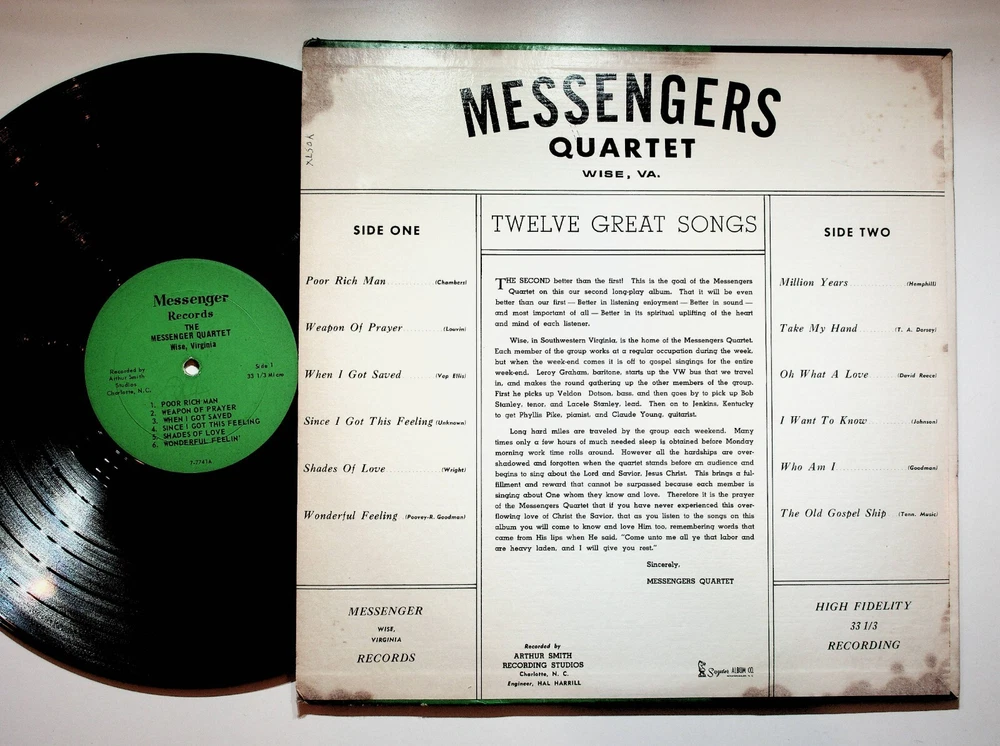 Messenger
Records
THE
MESSENGER QUARTET
Wise, Virginia
Recorded by
Arthur Smith
Studios
Charlotte, N. C.
Side 1
33 1/3 Microm
1. POOR RICH MAN
2. WEAPON OF PRAYER
3. WHEN I GOT SAVED
4. SINCE I GOT THIS FEELING
5. SHADES OF LOVE
6. WONDERFUL FEELIN'
MESSENGERS
QUARTET
WISE, VA.
SIDE ONE
Poor Rich Man (Chambers)
Weapon Of Prayer (Louvin)
When I Got Saved (Vep Ellis)
Since I Got This Feeling (Unknown)
Shades Of Love (Wright)
Wonderful Feeling (Poovey-R. Goodman)
MESSENGER
WISE,
VIRGINIA
RECORDS
TWELVE GREAT SONGS
THE SECOND better than the first! This is the goal of the Messengers
Quartet on this our second long-play album. That it will be even
better than our first — Better in listening enjoyment — Better in sound —
and most important of all — Better in its spiritual uplifting of the heart
and mind of each listener.
Wise, in Southwestern Virginia, is the home of the Messengers Quartet.
Each member of the group works at a regular occupation during the week,
but when the week-end comes it is off to gospel singings for the entire
week-end. Leroy Graham, baritone, starts up the VW bus that we travel
in, and makes the round gathering up the other members of the group.
First he picks up Veldon Dotson, bass, and then goes by to pick up Bob
Stanley, tenor, and Lacele Stanley, lead. Then on to Jenkins, Kentucky
to get Phyllis Pike, pianist, and Claude Young, guitarist.
Long hard miles are traveled by the group each weekend. Many
times only a few hours of much needed sleep is obtained before Monday
morning work time rolls around. However all the hardships are over-
shadowed and forgotten when the quartet stands before an audience and
begins to sing about the Lord and Savior, Jesus Christ. This brings a ful-
fillment and reward that cannot be surpassed because each member is
singing about One whom they know and love. Therefore it is the prayer
of the Messengers Quartet that if you have never experienced this over-
flowing love of Christ the Savior, that as you listen to the songs on this
album you will come to know and love Him too, remembering words that
came from His lips when He said, "Come unto me all ye that labor and
are heavy laden, and I will give you rest."
Sincerely,
MESSENGERS QUARTET
Recorded by
ARTHUR SMITH
RECORDING STUDIOS
Charlotte, N. C.
Engineer, HAL HARRILL
ALBUM CO.
SIDE TWO
Million Years (Hemphill)
Take My Hand (T. A. Dorsey)
Oh What A Love (David Reece)
I Want To Know (Johnson)
Who Am I (Goodman)
The Old Gospel Ship (Tenn. Music)
HIGH FIDELITY
33 1/3
RECORDING